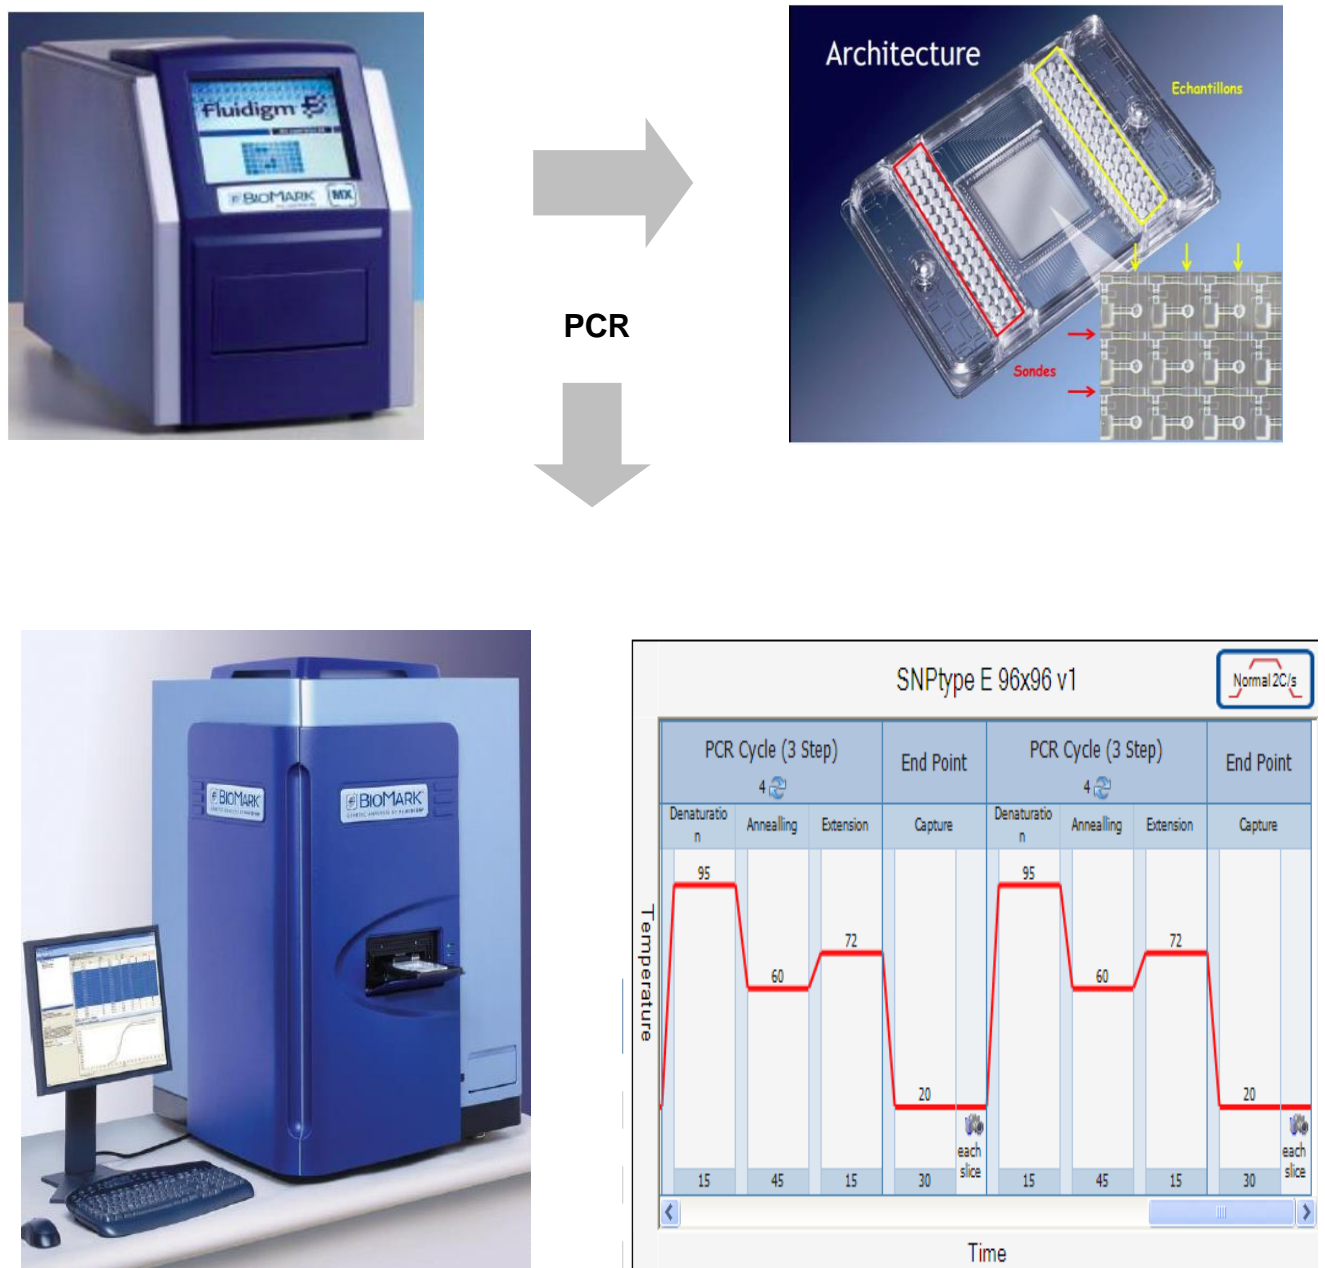 Fluidigm
BIOMARK MX
Architecture
Echantillons
Sondes
PCR
BIOMARK
BIOMARK
SNPtype E 96x96 v1
Normal 2C/s
PCR Cycle (3 Step)
4
End Point
PCR Cycle (3 Step)
4
End Point
Denaturatio
n
Annealling
Extension
Capture
Denaturatio
n
Annealling
Extension
Capture
95
60
72
20
95
60
72
20
each
slice
each
slice
15 45 15 30 15 45 15 30
Temperature
Time